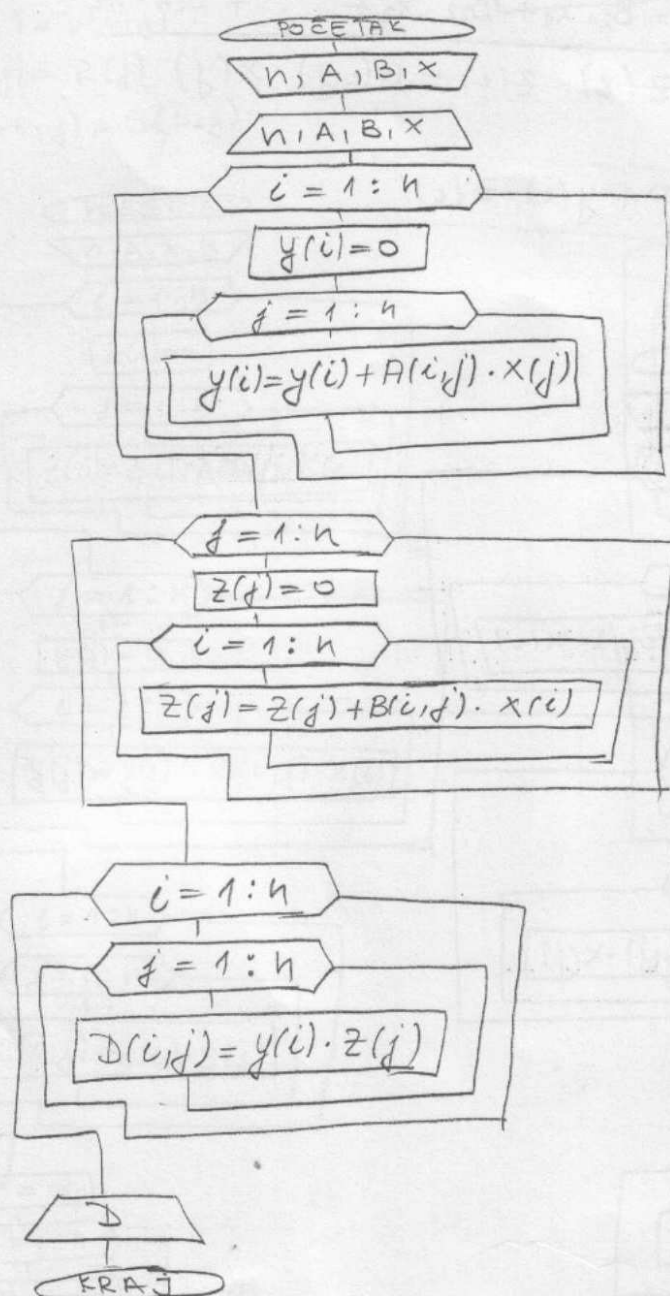 POČETAK
n, A, B, X
n, A, B, X
i = 1 : n
y(i) = 0
j = 1 : n
y(i) = y(i) + A(i,j) · X(j)
j = 1 : n
Z(j) = 0
i = 1 : n
Z(j) = Z(j) + B(i,j) · X(i)
i = 1 : n
j = 1 : n
D(i,j) = y(i) · Z(j)
D
KRAJ